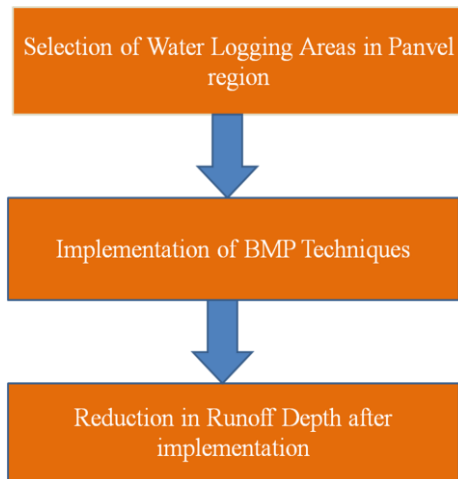 Selection of Water Logging Areas in Panvel
region
Implementation of BMP Techniques
Reduction in Runoff Depth after
implementation